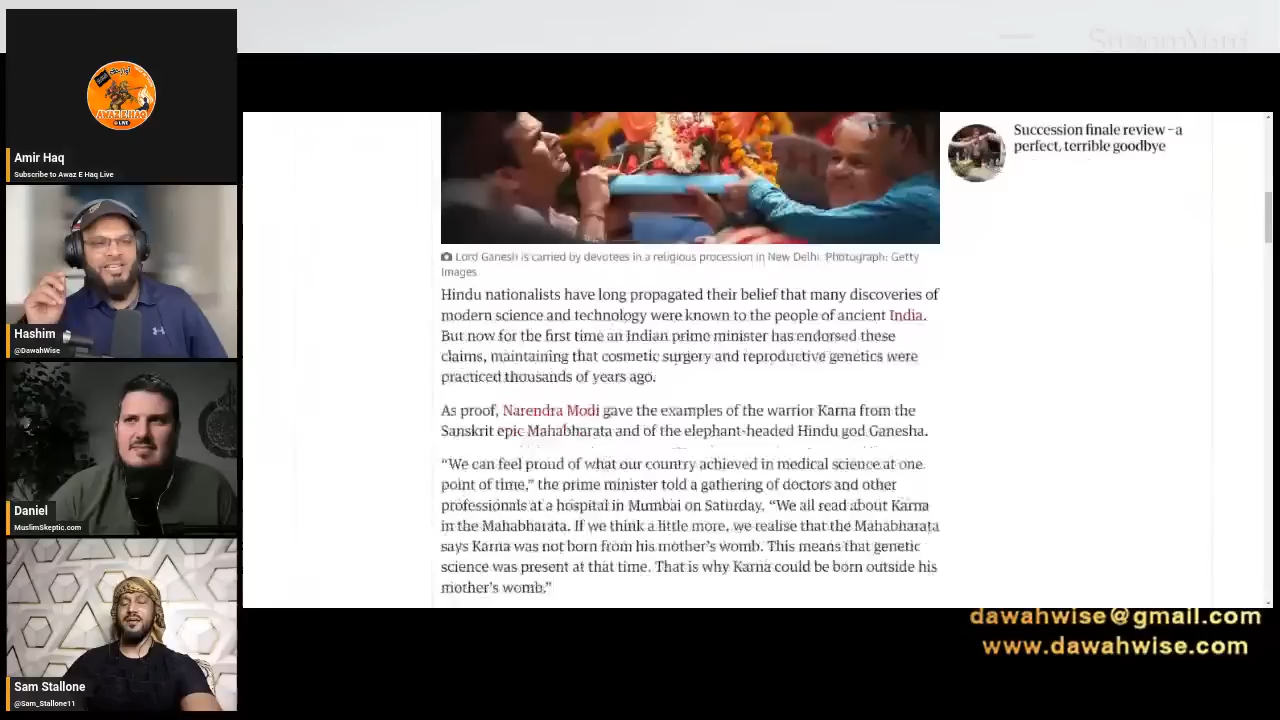 StreamYard
AWAZ E HAQ
LIVE
Amir Haq
Subscribe to Awaz E Haq Live
Hashim
@DawahWise
Daniel
MuslimSkeptic.com
Sam Stallone
@Sam_Stallone11
Succession finale review – a
perfect, terrible goodbye
Lord Ganesh is carried by devotees in a religious procession in New Delhi. Photograph: Getty
Images
Hindu nationalists have long propagated their belief that many discoveries of
modern science and technology were known to the people of ancient India.
But now for the first time an Indian prime minister has endorsed these
claims, maintaining that cosmetic surgery and reproductive genetics were
practiced thousands of years ago.
As proof, Narendra Modi gave the examples of the warrior Karna from the
Sanskrit epic Mahabharata and of the elephant-headed Hindu god Ganesha.
“We can feel proud of what our country achieved in medical science at one
point of time,” the prime minister told a gathering of doctors and other
professionals at a hospital in Mumbai on Saturday. “We all read about Karna
in the Mahabharata. If we think a little more, we realise that the Mahabharata
says Karna was not born from his mother’s womb. This means that genetic
science was present at that time. That is why Karna could be born outside his
mother’s womb.”
dawahwise@gmail.com
www.dawahwise.com